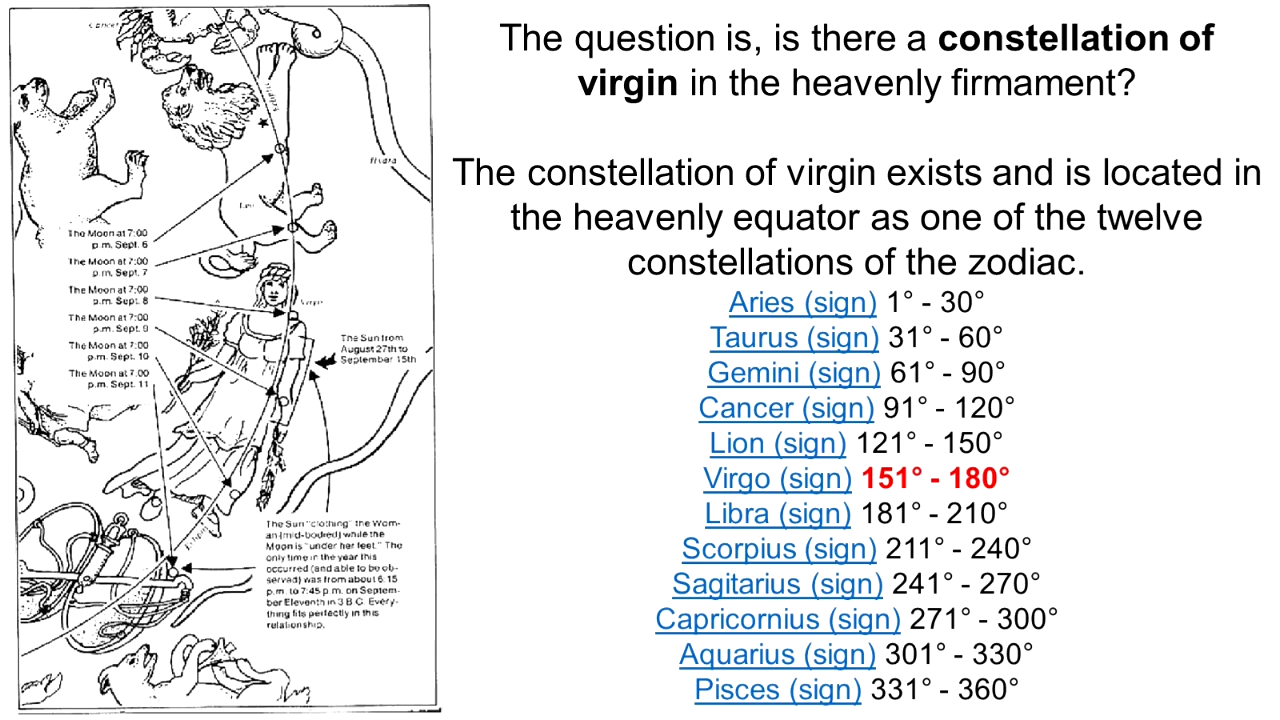 The question is, is there a constellation of
virgin in the heavenly firmament?
The constellation of virgin exists and is located in
the heavenly equator as one of the twelve
constellations of the zodiac.
Aries (sign) 1° - 30°
Taurus (sign) 31° - 60°
Gemini (sign) 61° - 90°
Cancer (sign) 91° - 120°
Lion (sign) 121° - 150°
Virgo (sign) 151° - 180°
Libra (sign) 181° - 210°
Scorpius (sign) 211° - 240°
Sagitarius (sign) 241° - 270°
Capricornius (sign) 271° - 300°
Aquarius (sign) 301° - 330°
Pisces (sign) 331° - 360°
Cancer
Leo
The Moon at 7:00
p.m. Sept. 6
The Moon at 7:00
p.m. Sept. 7
The Moon at 7:00
p.m. Sept. 8
The Moon at 7:00
p.m. Sept. 9
The Moon at 7:00
p.m. Sept. 10
The Moon at 7:00
p.m. Sept. 11
Virgo
The Sun from
August 27th to
September 15th
The Sun "clothing" the Wom-
an (mid-bodied) while the
Moon is "under her feet." The
only time in the year this
occurred (and able to be ob-
served) was from about 6:15
p.m. to 7:45 p.m. on Septem-
ber Eleventh in 3 B.C. Every-
thing fits perfectly in this
relationship.